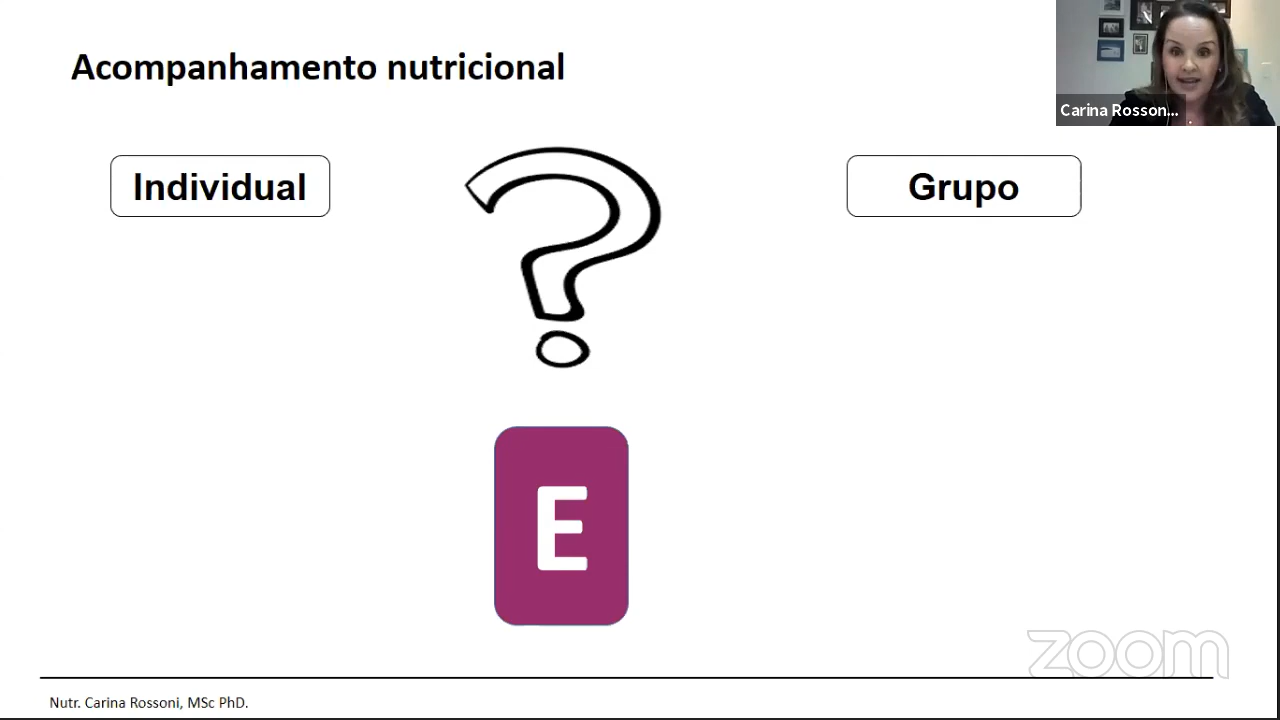 Acompanhamento nutricional
Carina Rosson...
Individual
?
Grupo
E
zoom
Nutr. Carina Rossoni, MSc PhD.